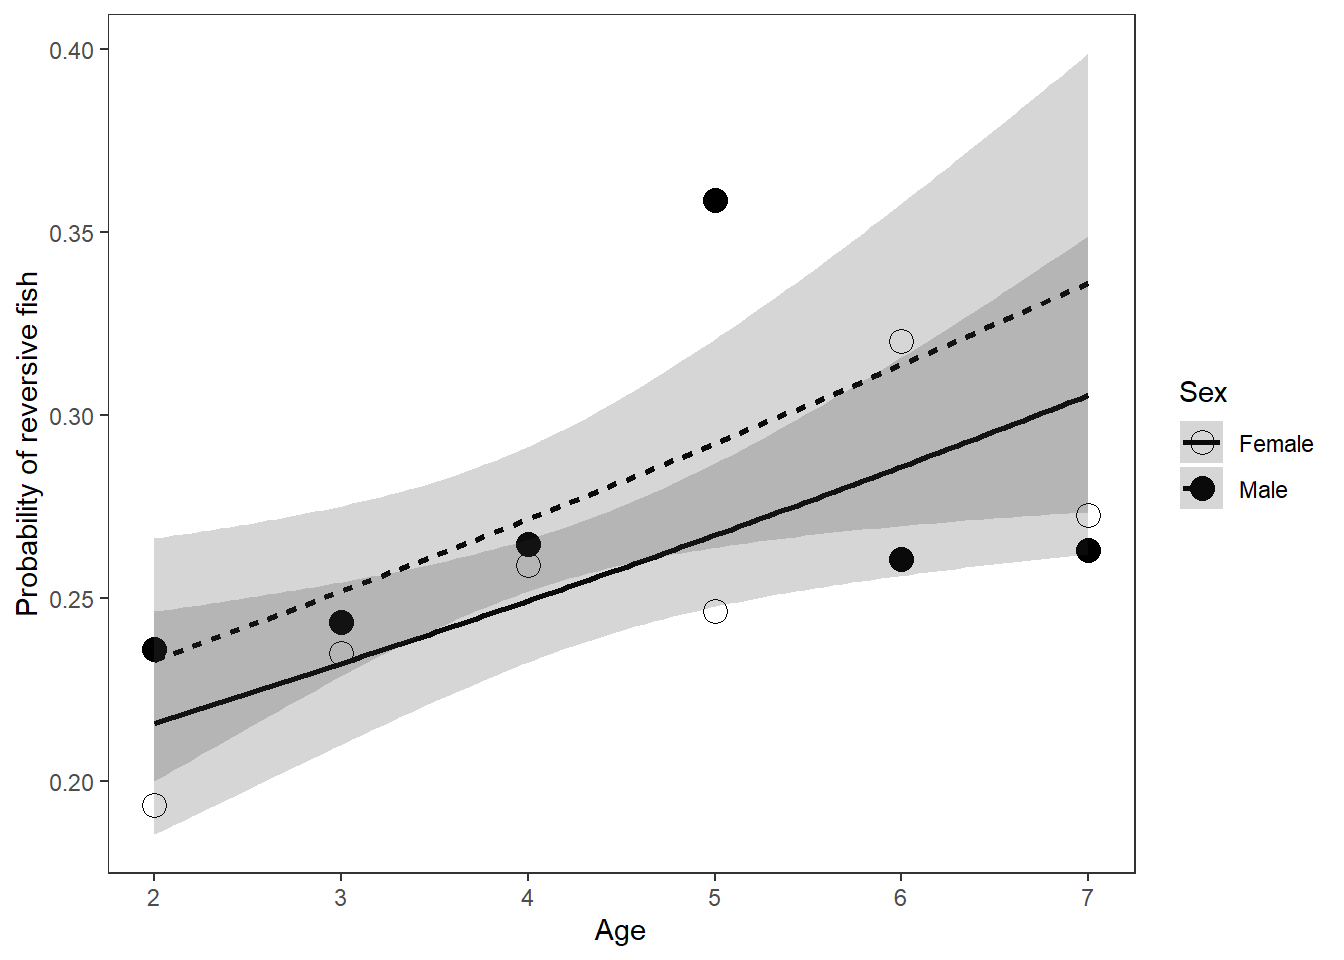 0.40
0.35
0.30
0.25
0.20
Probability of reversive fish
2 3 4 5 6 7
Age
Sex
Female
Male